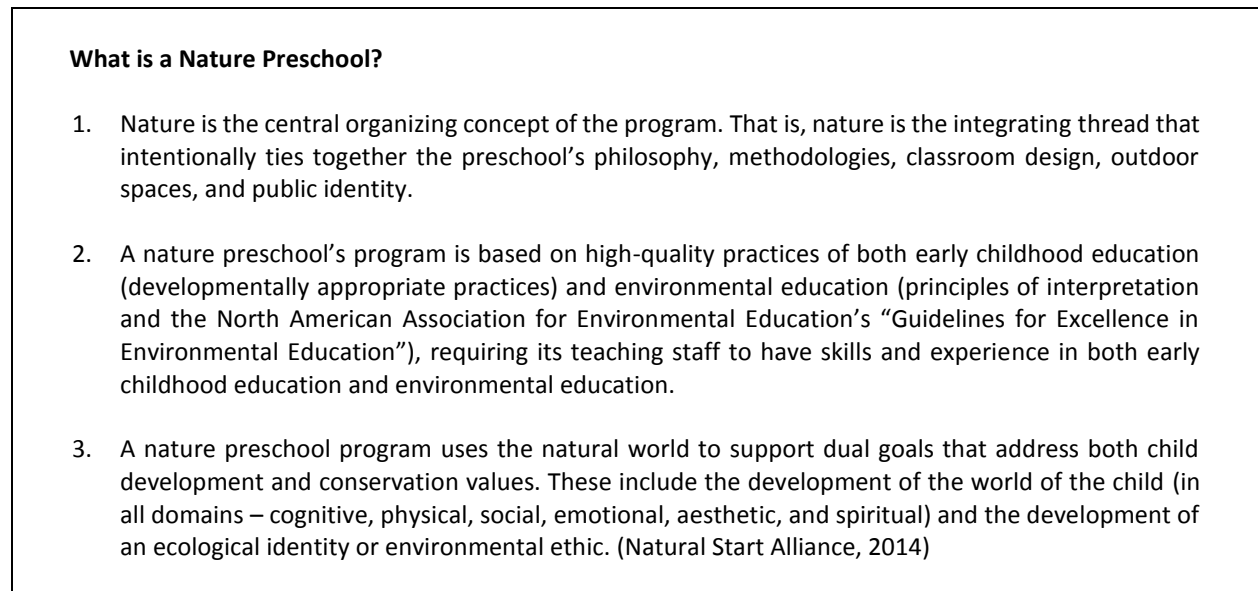 What is a Nature Preschool?
1. Nature is the central organizing concept of the program. That is, nature is the integrating thread that
intentionally ties together the preschool’s philosophy, methodologies, classroom design, outdoor
spaces, and public identity.
2. A nature preschool’s program is based on high-quality practices of both early childhood education
(developmentally appropriate practices) and environmental education (principles of interpretation
and the North American Association for Environmental Education’s “Guidelines for Excellence in
Environmental Education”), requiring its teaching staff to have skills and experience in both early
childhood education and environmental education.
3. A nature preschool program uses the natural world to support dual goals that address both child
development and conservation values. These include the development of the world of the child (in
all domains – cognitive, physical, social, emotional, aesthetic, and spiritual) and the development of
an ecological identity or environmental ethic. (Natural Start Alliance, 2014)